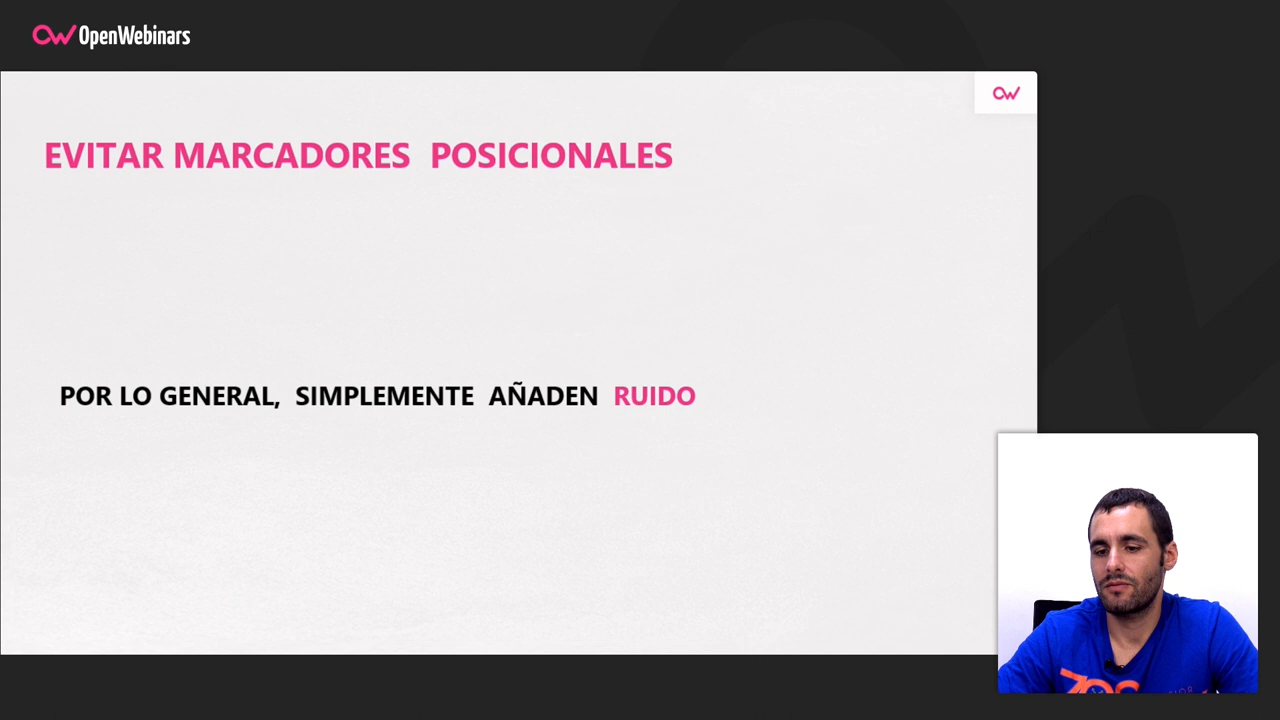 OpenWebinars
EVITAR MARCADORES POSICIONALES
POR LO GENERAL, SIMPLEMENTE AÑADEN RUIDO